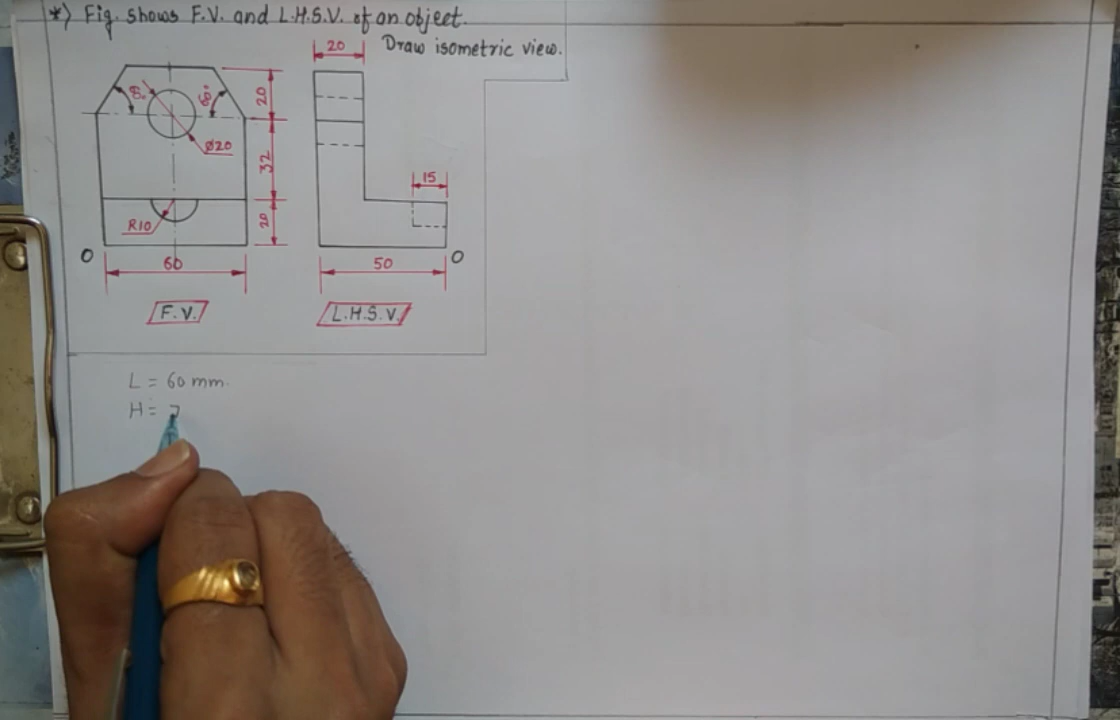 *) Fig. shows F.V. and L.H.S.V. of an object.
Draw isometric view.
20
60°
20
Ø20
32
15
R10
20
O
O
60
50
F.V.
L.H.S.V.
L = 60 mm.
H = 7